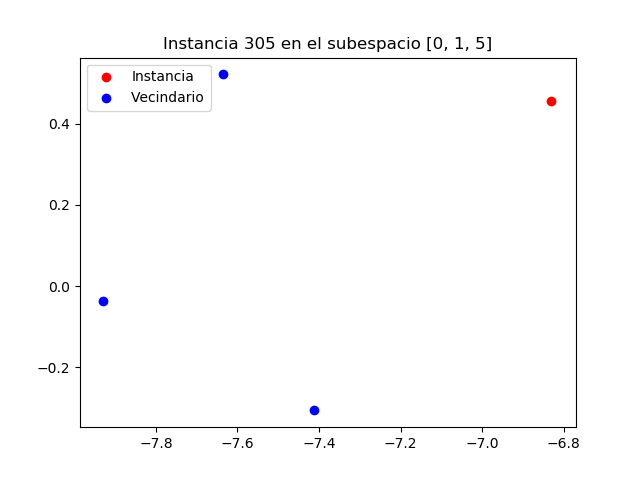 Instancia 305 en el subespacio [0, 1, 5]
Instancia
Vecindario
0.4
0.2
0.0
−0.2
−7.8 −7.6 −7.4 −7.2 −7.0 −6.8